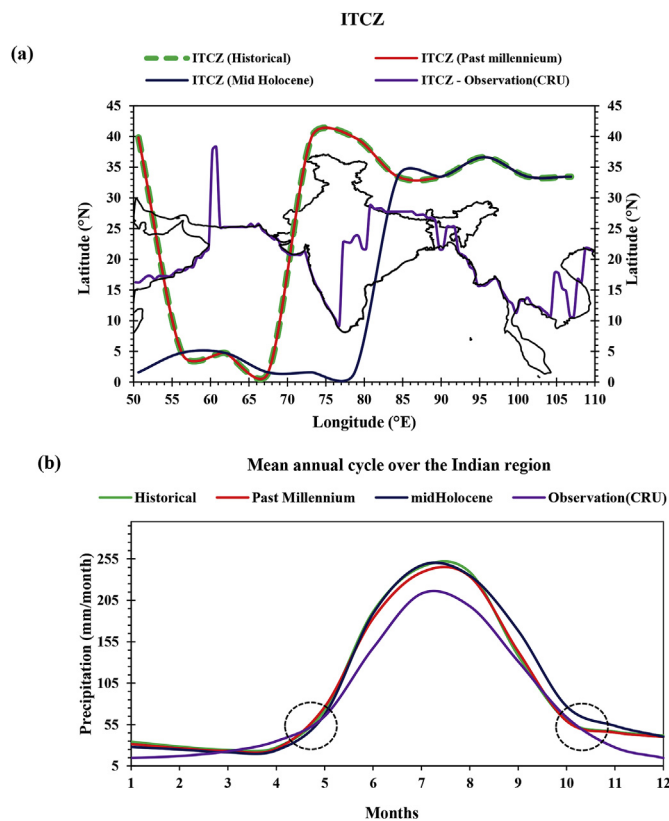 ITCZ
(a)
ITCZ (Historical)
ITCZ (Past millennicum)
ITCZ (Mid Holocene)
ITCZ - Observation(CRU)
45 45
40 40
35 35
30 30
25 25
20 20
15 15
10 10
5 5
0 0
Latitude (°N)
Latitude (°N)
50 55 60 65 70 75 80 85 90 95 100 105 110
Longitude (°E)
(b)
Mean annual cycle over the Indian region
Historical Past Millennium midHolocene Observation(CRU)
Precipitation (mm/month)
255
205
155
105
55
5
1 2 3 4 5 6 7 8 9 10 11 12
Months